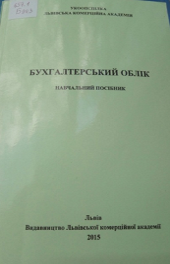 УКООПСПІЛКА
ЛЬВІВСЬКА КОМЕРЦІЙНА АКАДЕМІЯ
БУХГАЛТЕРСЬКИЙ ОБЛІК
НАВЧАЛЬНИЙ ПОСІБНИК
Львів
Видавництво Львівської комерційної академії
2015